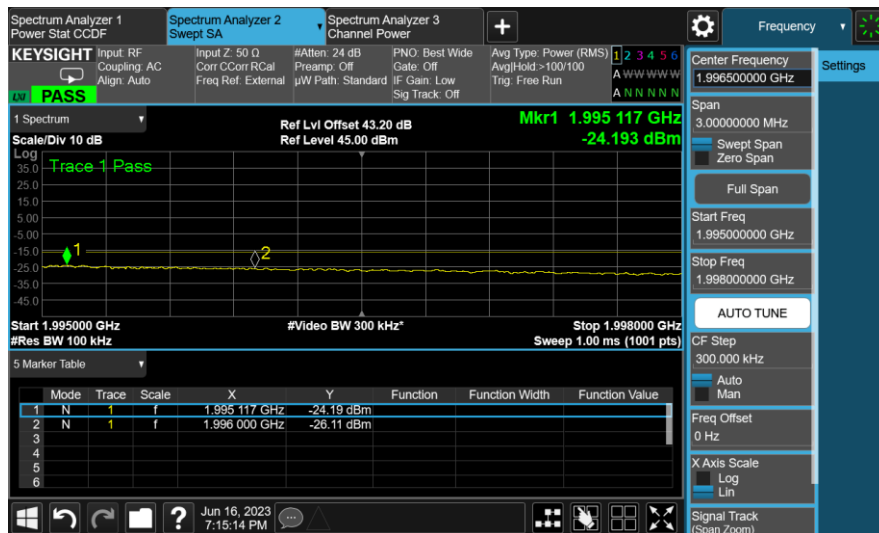 Spectrum Analyzer 1
Power Stat CCDF
Spectrum Analyzer 2
Swept SA
Spectrum Analyzer 3
Channel Power
Frequency
KEYSIGHT
LXI
PASS
Input: RF
Coupling: AC
Align: Auto
Input Z: 50 Ω
Corr CCorr RCal
Freq Ref: External
#Atten: 24 dB
Preamp: Off
µW Path: Standard
PNO: Best Wide
Gate: Off
IF Gain: Low
Sig Track: Off
Avg Type: Power (RMS)
Avg|Hold:>100/100
Trig: Free Run
1 2 3 4 5 6
A W W W W W
A N N N N N
Center Frequency
1.996500000 GHz
Settings
Span
3.00000000 MHz
Swept Span
Zero Span
Full Span
Start Freq
1.995000000 GHz
Stop Freq
1.998000000 GHz
AUTO TUNE
CF Step
300.000 kHz
Auto
Man
Freq Offset
0 Hz
X Axis Scale
Log
Lin
Signal Track
(Span Zoom)
1 Spectrum
Scale/Div 10 dB
Ref Lvl Offset 43.20 dB
Ref Level 45.00 dBm
Mkr1 1.995 117 GHz
-24.193 dBm
Log
Trace 1 Pass
35.0
25.0
15.0
5.00
-5.00
-15.0
-25.0
-35.0
-45.0
1
2
Start 1.995000 GHz
#Video BW 300 kHz*
Stop 1.998000 GHz
#Res BW 100 kHz
Sweep 1.00 ms (1001 pts)
5 Marker Table
Mode Trace Scale X Y Function Function Width Function Value
1 N 1 f 1.995 117 GHz -24.19 dBm
2 N 1 f 1.996 000 GHz -26.11 dBm
3
4
5
6
?
Jun 16, 2023
7:15:14 PM